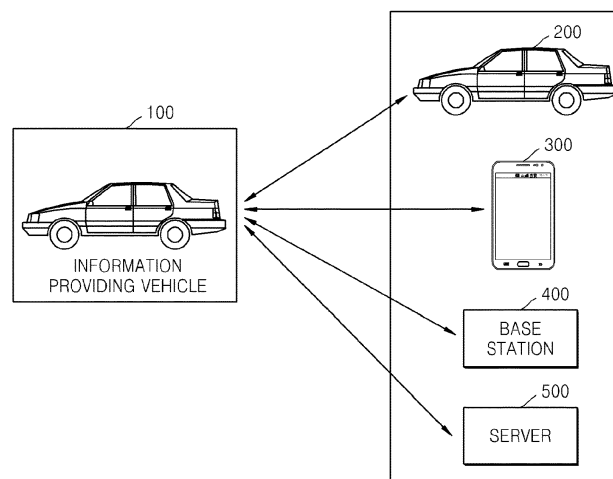 100
INFORMATION
PROVIDING VEHICLE
200
300
400
BASE
STATION
500
SERVER